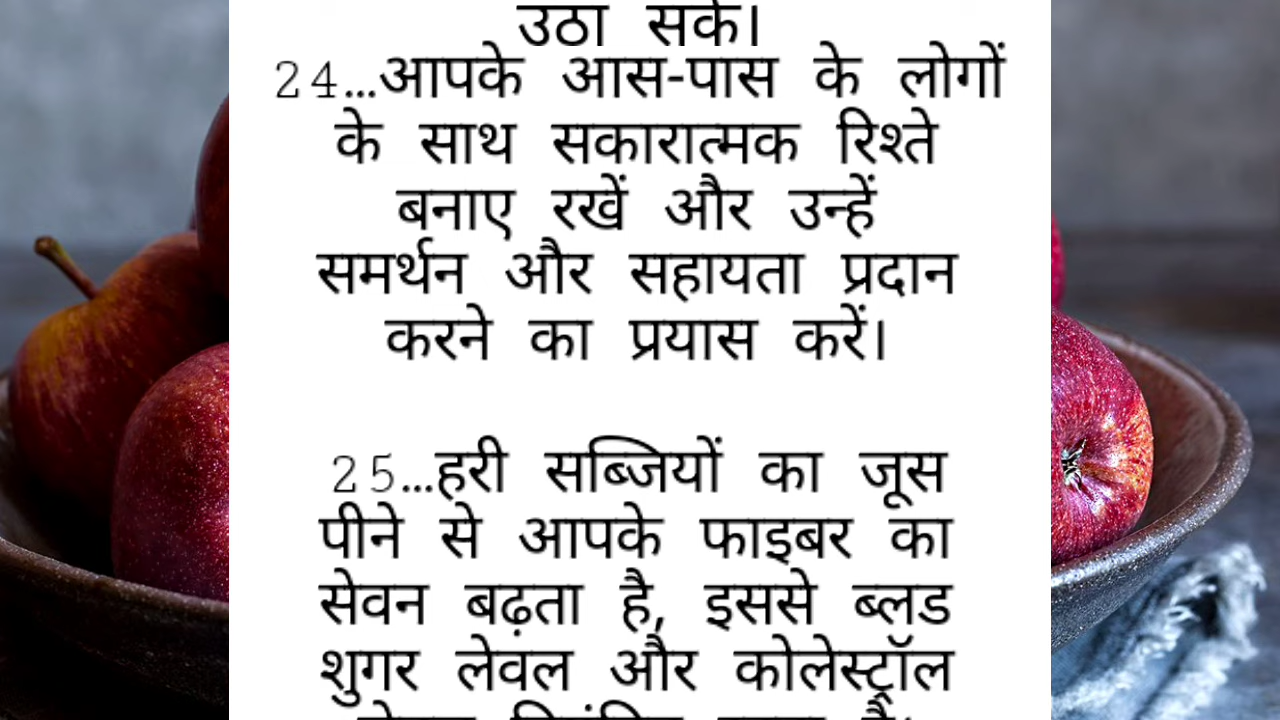 उठा सके।
24...आपके आस-पास के लोगों
के साथ सकारात्मक रिश्ते
बनाए रखें और उन्हें
समर्थन और सहायता प्रदान
करने का प्रयास करें।
25...हरी सब्जियों का जूस
पीने से आपके फाइबर का
सेवन बढ़ता है, इससे ब्लड
शुगर लेवल और कोलेस्ट्रॉल